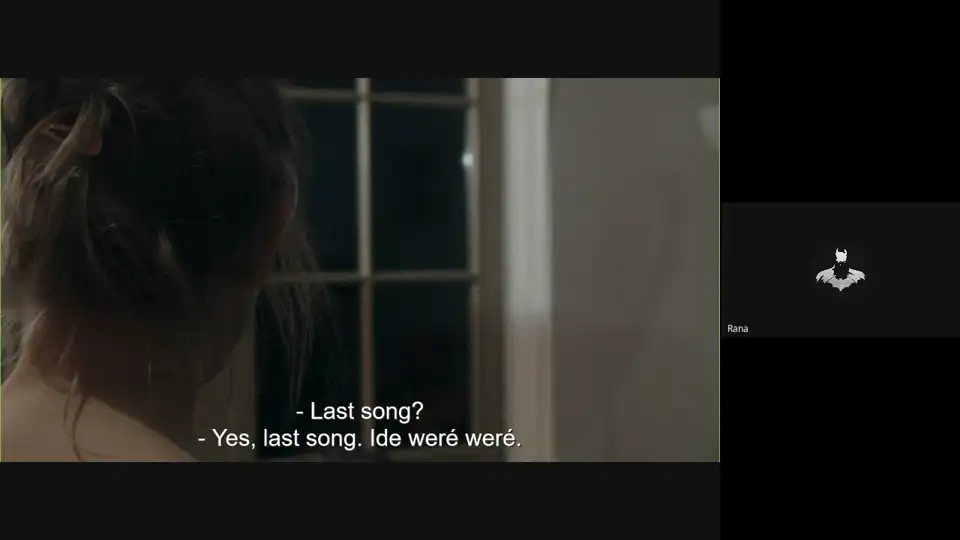 - Last song?
- Yes, last song. Ide weré weré.
Rana